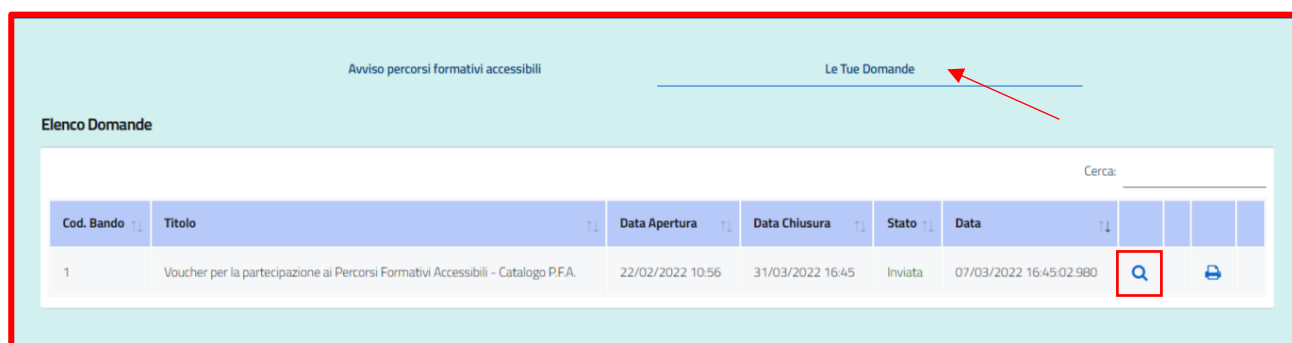 Avviso percorsi formativi accessibili Le Tue Domande
Elenco Domande
Cerca:
Cod. Bando Titolo Data Apertura Data Chiusura Stato Data
1 Voucher per la partecipazione ai Percorsi Formativi Accessibili - Catalogo P.F.A. 22/02/2022 10:56 31/03/2022 16:45 Inviata 07/03/2022 16:45:02.980